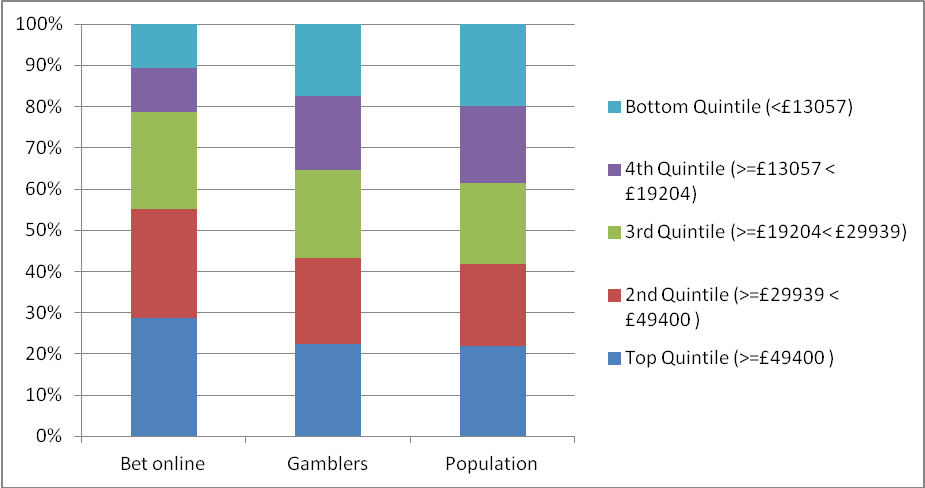 100%
90%
80%
70%
60%
50%
40%
30%
20%
10%
0%
Bet online
Gamblers
Population
Bottom Quintile (<£13057)
4th Quintile (>=£13057 <
£19204)
3rd Quintile (>=£19204< £29939)
2nd Quintile (>=£29939 <
£49400 )
Top Quintile (>=£49400 )